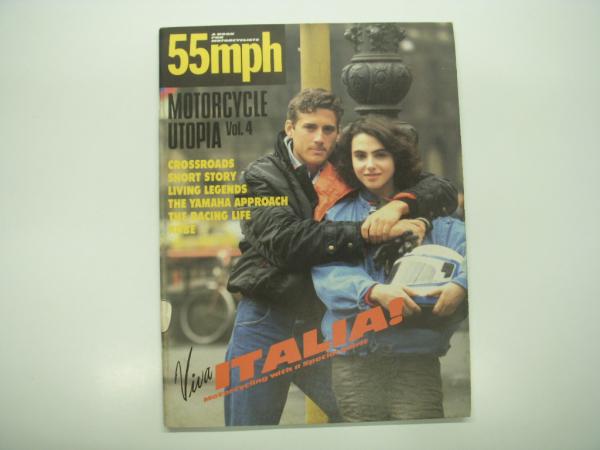 A BOOK
FOR
MOTORCYCLISTS
55mph
MOTORCYCLE
UTOPIA Vol. 4
CROSSROADS
SHORT STORY
LIVING LEGENDS
THE YAMAHA APPROACH
THE RACING LIFE
Viva ITALIA!
Motorcycling with a Special